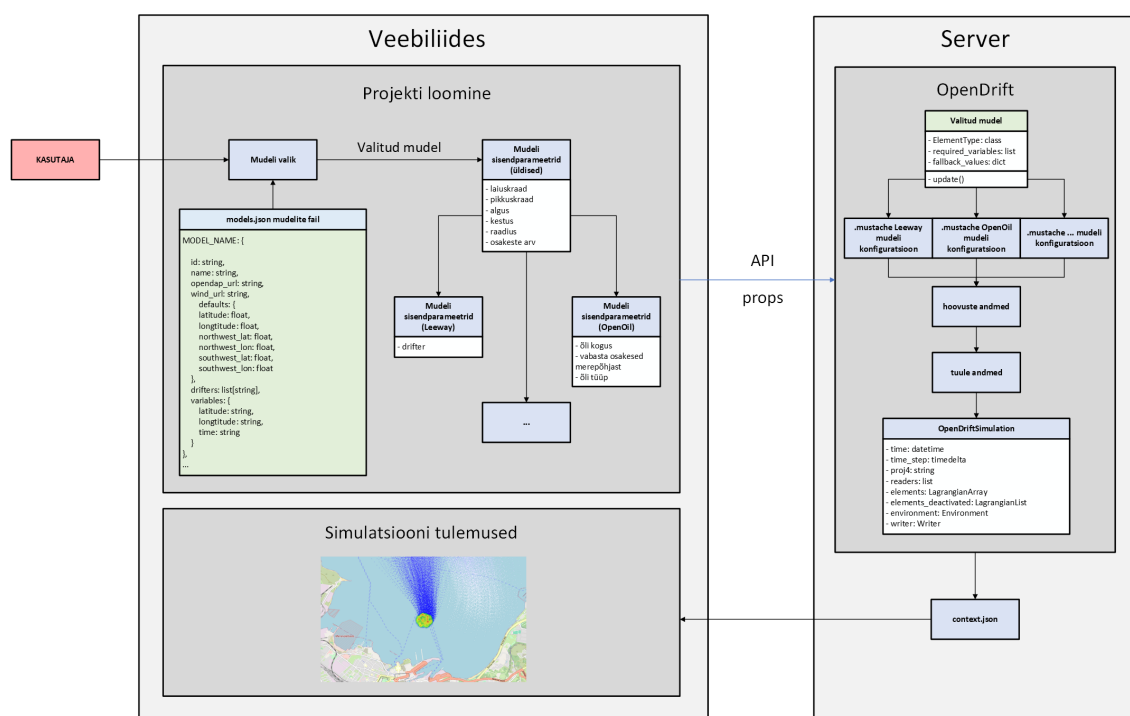 Veebiliides
Server
Projekti loomine
OpenDrift
KASUTAJA
Mudeli valik
Valitud mudel
models.json mudelite fail
MODEL_NAME: {
id: string,
name: string,
opendap_url: string,
wind_url: string,
defaults: {
latitude: float,
longtitude: float,
northwest_lat: float,
northwest_lon: float,
southwest_lat: float,
southwest_lon: float
},
drifters: list[string],
variables: {
latitude: string,
longtitude: string,
time: string
}
},
...
Mudeli
sisendparameetrid
(üldised)
- laiuskraad
- pikkuskraad
- algus
- kestus
- raadius
- osakeste arv
Mudeli
sisendparameetrid
(Leeway)
- drifter
Mudeli
sisendparameetrid
(OpenOil)
- õli kogus
- vabasta osakesed
merepõhjast
- õli tüüp
...
API
props
Valitud mudel
- ElementType: class
- required_variables: list
- fallback_values: dict
- update()
.mustache Leeway
mudeli
konfiguratsioon
.mustache OpenOil
mudeli
konfiguratsioon
.mustache ... mudeli
konfiguratsioon
hoovuste andmed
tuule andmed
OpenDriftSimulation
- time: datetime
- time_step: timedelta
- proj4: string
- readers: list
- elements: LagrangianArray
- elements_deactivated: LagrangianList
- environment: Environment
- writer: Writer
context.json
Simulatsiooni tulemused